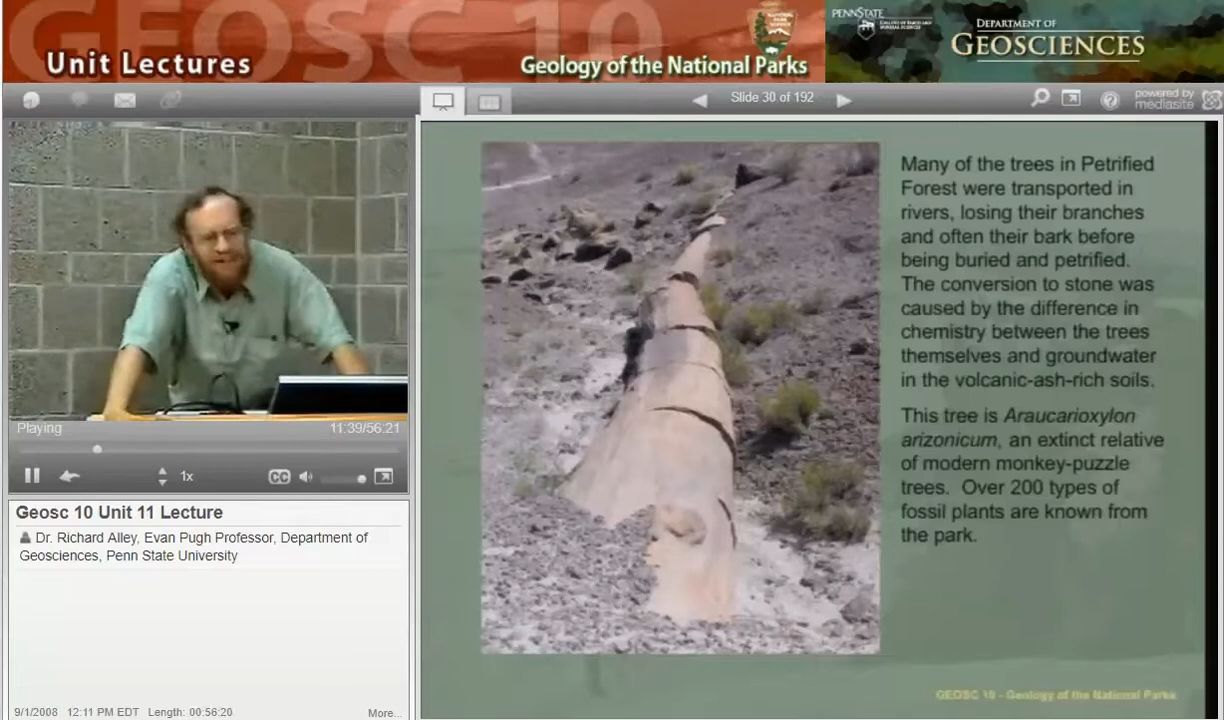 GEOSC 10
Unit Lectures
Geology of the National Parks
PENNSTATE
DEPARTMENT OF
GEOSCIENCES
Slide 30 of 192
powered by
mediasite
Many of the trees in Petrified
Forest were transported in
rivers, losing their branches
and often their bark before
being buried and petrified.
The conversion to stone was
caused by the difference in
chemistry between the trees
themselves and groundwater
in the volcanic-ash-rich soils.
This tree is Araucarioxylon
arizonicum, an extinct relative
of modern monkey-puzzle
trees. Over 200 types of
fossil plants are known from
the park.
GEOSC 10 - Geology of the National Parks
Playing
11:39/56:21
1x
CC
Geosc 10 Unit 11 Lecture
Dr. Richard Alley, Evan Pugh Professor, Department of
Geosciences, Penn State University
9/1/2008 12:11 PM EDT Length: 00:56:20
More...